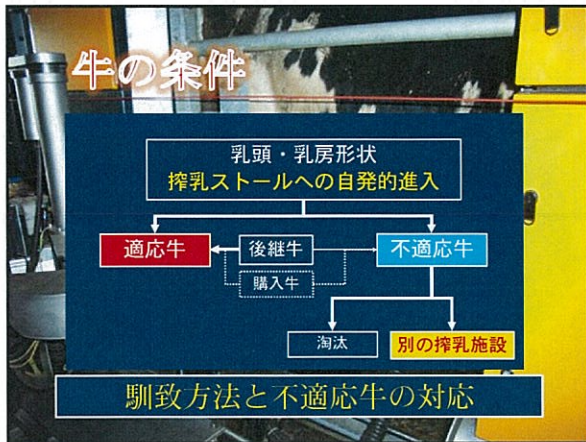 牛の条件
乳頭・乳房形状
搾乳ストールへの自発的進入
適応牛
後継牛
不適応牛
購入牛
淘汰
別の搾乳施設
馴致方法と不適応牛の対応